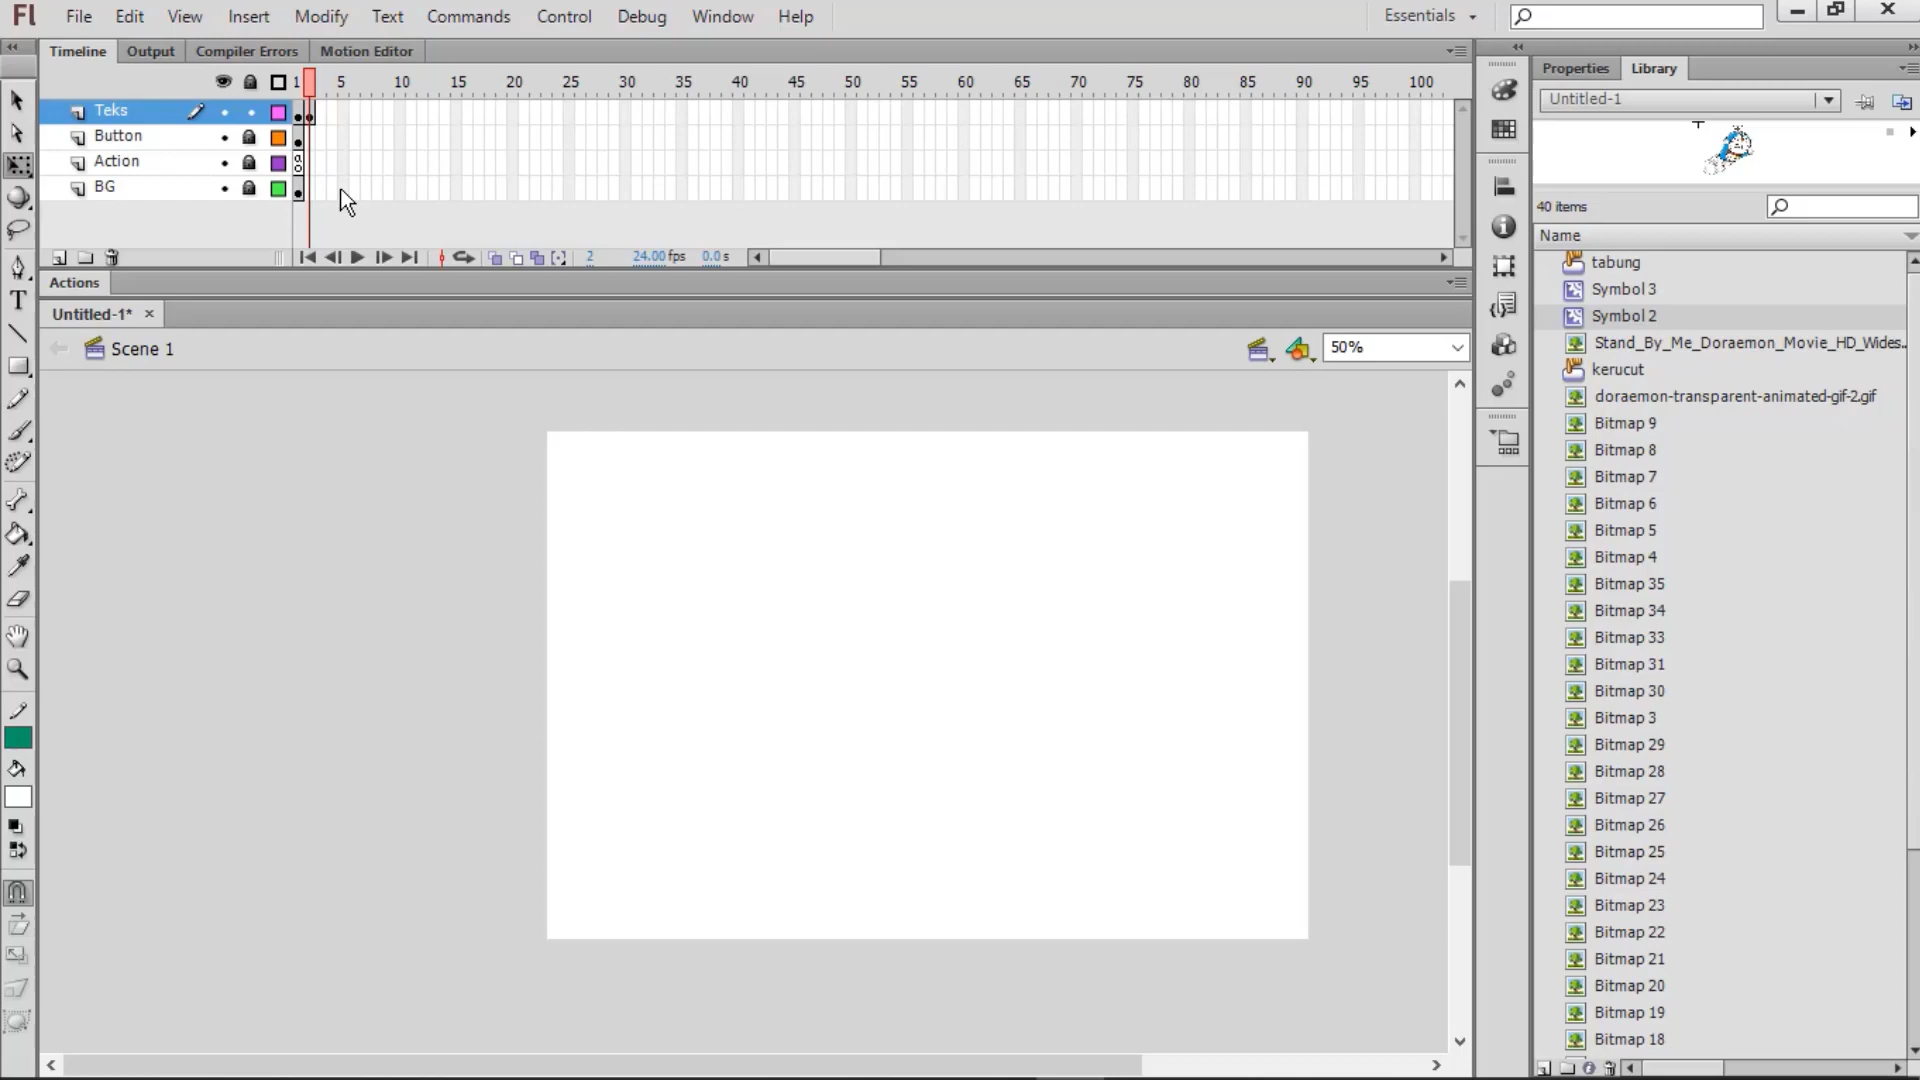 Fl File Edit View Insert Modify Text Commands Control Debug Window Help Essentials
Timeline Output Compiler Errors Motion Editor
1 5 10 15 20 25 30 35 40 45 50 55 60 65 70 75 80 85 90 95 100
Teks
Button
Action
BG
2 24.00 fps 0.0 s
Actions
Untitled-1*
Scene 1
50%
Properties Library
Untitled-1
40 items
Name
tabung
Symbol 3
Symbol 2
Stand_By_Me_Doraemon_Movie_HD_Wides..
kerucut
doraemon-transparent-animated-gif-2.gif
Bitmap 9
Bitmap 8
Bitmap 7
Bitmap 6
Bitmap 5
Bitmap 4
Bitmap 35
Bitmap 34
Bitmap 33
Bitmap 31
Bitmap 30
Bitmap 3
Bitmap 29
Bitmap 28
Bitmap 27
Bitmap 26
Bitmap 25
Bitmap 24
Bitmap 23
Bitmap 22
Bitmap 21
Bitmap 20
Bitmap 19
Bitmap 18